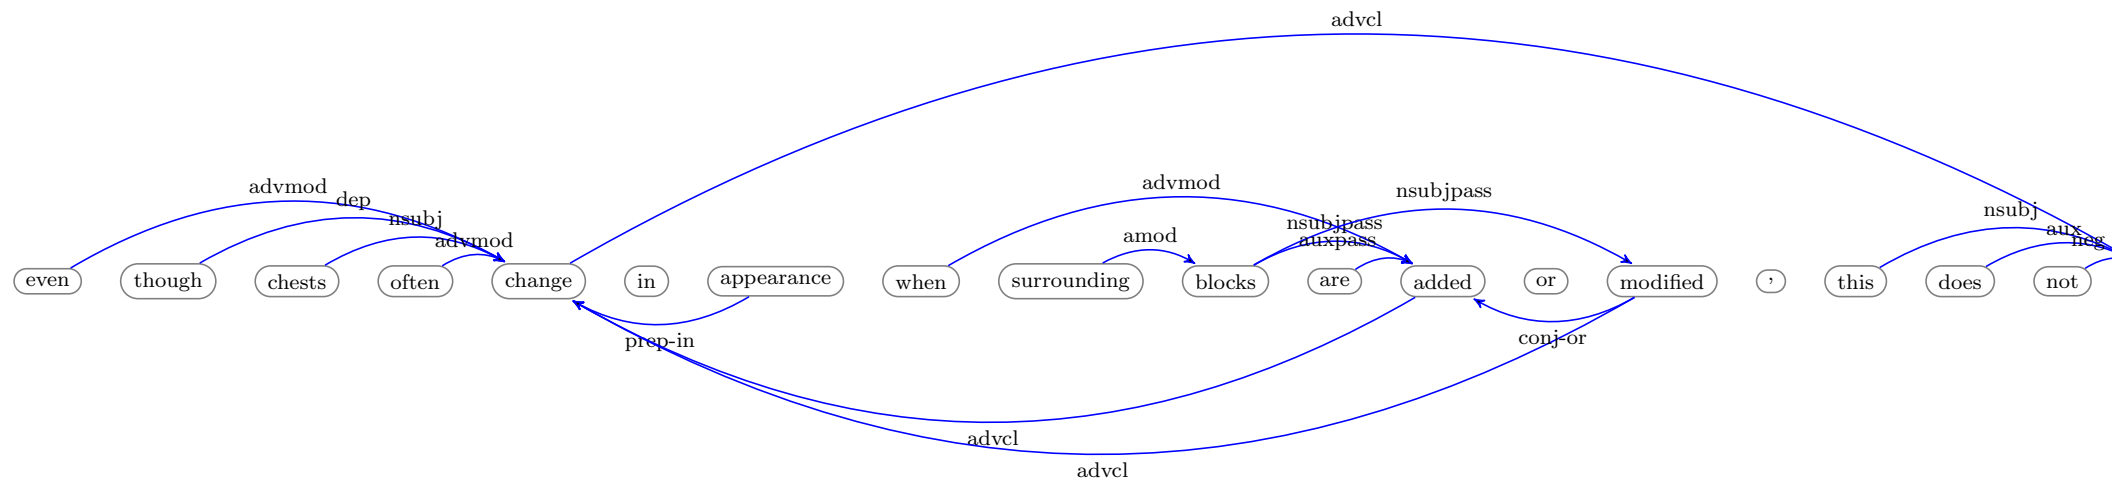 advcl
advmod
dep
nsubj
advmod
advmod
amod
nsubjpass
auxpass
nsubjpass
nsubj
aux
neg
even though chests often change in appearance when surrounding blocks are added or modified , this does not
prep-in
conj-or
advcl
advcl